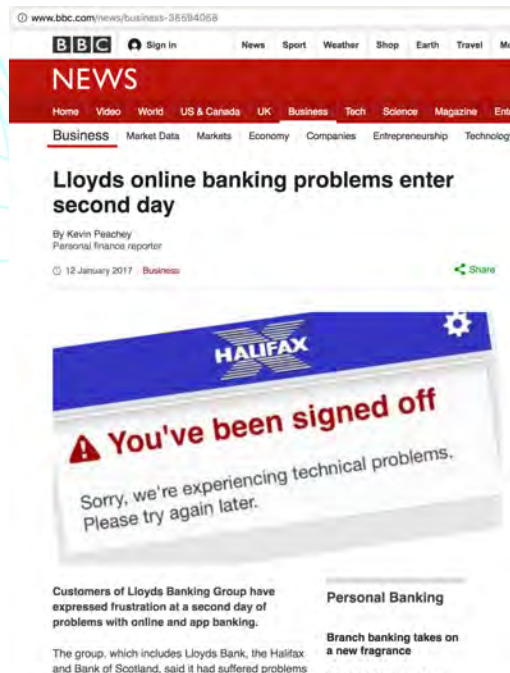 www.bbc.com/news/business-38594058
BBC Sign in News Sport Weather Shop Earth Travel
NEWS
Home Video World US & Canada UK Business Tech Science Magazine
Business Market Data Markets Economy Companies Entrepreneurship Technology
Lloyds online banking problems enter
second day
By Kevin Peachey
Personal finance reporter
12 January 2017 Business Share
HALIFAX
You've been signed off
Sorry, we're experiencing technical problems.
Please try again later.
Customers of Lloyds Banking Group have
expressed frustration at a second day of
problems with online and app banking.
The group, which includes Lloyds Bank, the Halifax
and Bank of Scotland, said it had suffered problems
Personal Banking
Branch banking takes on
a new fragrance